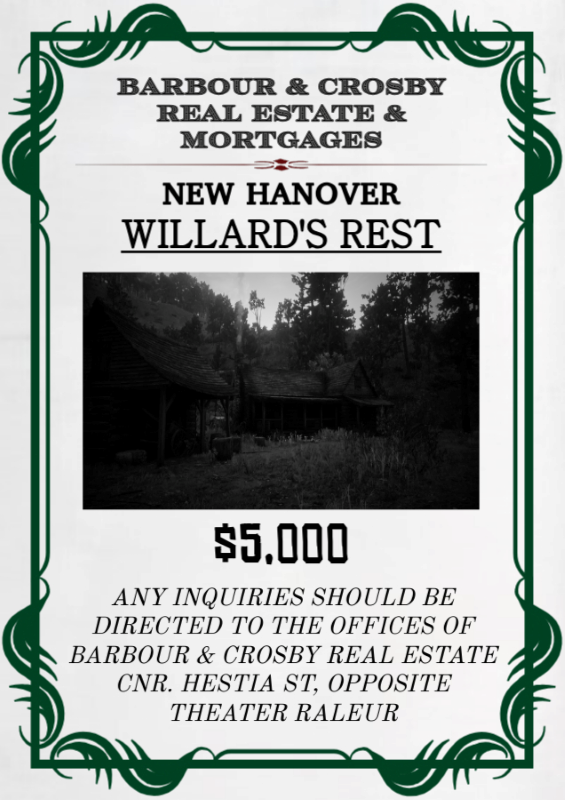 BARBOUR & CROSBY
REAL ESTATE &
MORTGAGES
NEW HANOVER
WILLARD'S REST
$5,000
ANY INQUIRIES SHOULD BE
DIRECTED TO THE OFFICES OF
BARBOUR & CROSBY REAL ESTATE
CNR. HESTIA ST, OPPOSITE
THEATER RALEUR